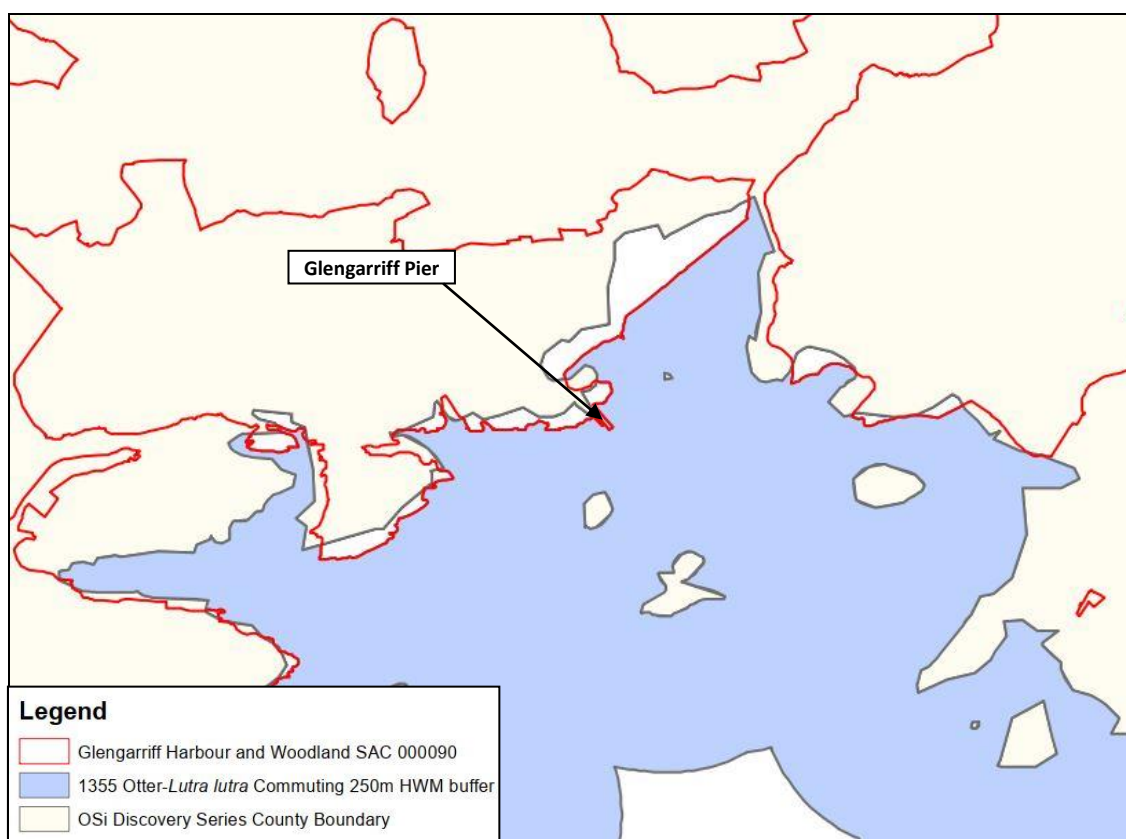 Glengarriff Pier
Legend
Glengarriff Harbour and Woodland SAC 000090
1355 Otter-Lutra lutra Commuting 250m HWM buffer
OSi Discovery Series County Boundary